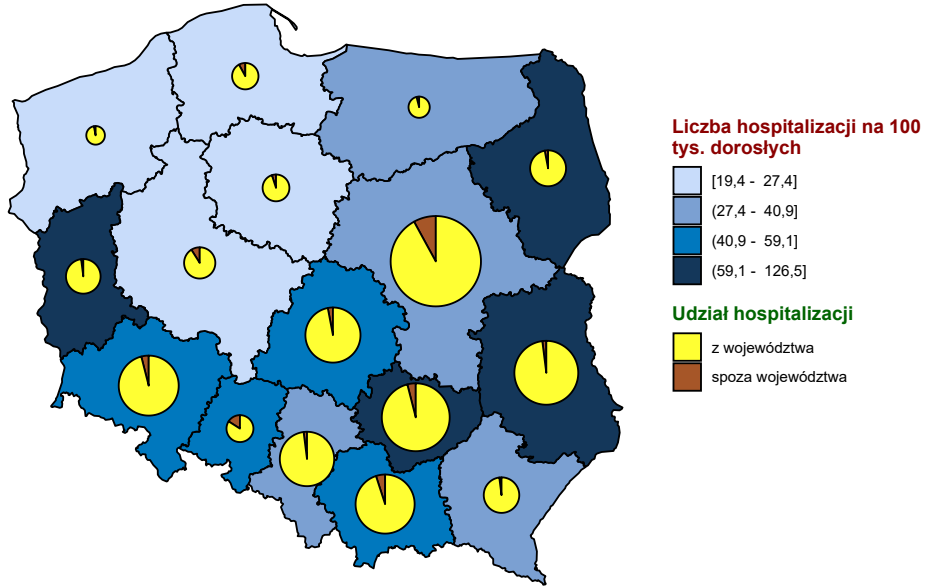 Liczba hospitalizacji na 100
tys. dorosłych
[19,4 - 27,4]
(27,4 - 40,9]
(40,9 - 59,1]
(59,1 - 126,5]
Udział hospitalizacji
z województwa
spoza województwa